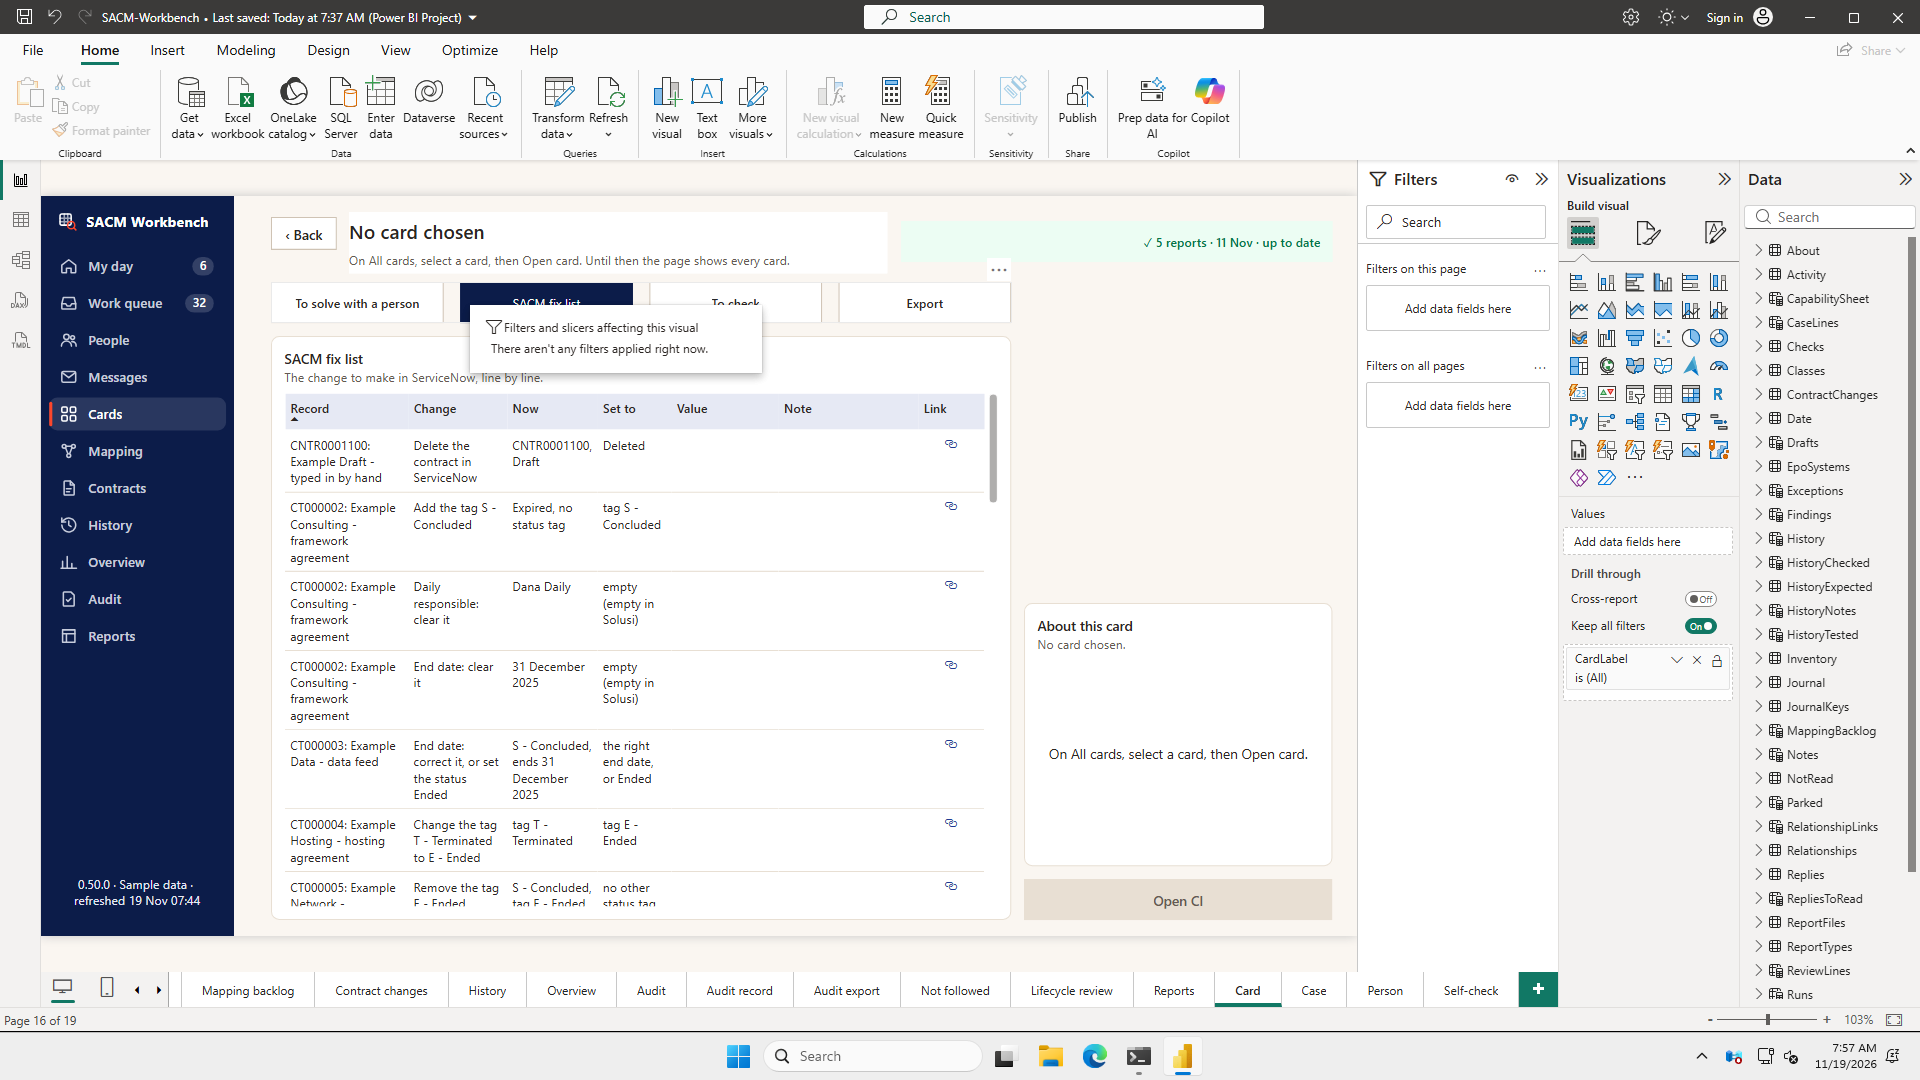 SACM-Workbench • Last saved: Today at 7:37 AM (Power BI Project)
Search
Sign in
File
Home
Insert
Modeling
Design
View
Optimize
Help
Share
Paste
Cut
Copy
Format painter
Clipboard
Get data
Excel workbook
OneLake catalog
SQL Server
Enter data
Dataverse
Recent sources
Data
Transform data
Refresh
Queries
New visual
Text box
More visuals
Insert
New visual calculation
New measure
Quick measure
Calculations
Sensitivity
Sensitivity
Publish
Share
Prep data for AI
Copilot
Copilot
SACM Workbench
My day 6
Work queue 32
People
Messages
Cards
Mapping
Contracts
History
Overview
Audit
Reports
0.50.0 · Sample data ·
refreshed 19 Nov 07:44
‹ Back
No card chosen
On All cards, select a card, then Open card. Until then the page shows every card.
✓ 5 reports · 11 Nov · up to date
To solve with a person
SACM fix list
To check
Export
Filters and slicers affecting this visual
There aren't any filters applied right now.
SACM fix list
The change to make in ServiceNow, line by line.
Record Change Now Set to Value Note Link
CNTR0001100: Example Draft - typed in by hand
Delete the contract in ServiceNow
CNTR0001100, Draft
Deleted
CT000002: Example Consulting - framework agreement
Add the tag S - Concluded
Expired, no status tag
tag S - Concluded
CT000002: Example Consulting - framework agreement
Daily responsible: clear it
Dana Daily
empty (empty in Solusi)
CT000002: Example Consulting - framework agreement
End date: clear it
31 December 2025
empty (empty in Solusi)
CT000003: Example Data - data feed
End date: correct it, or set the status Ended
S - Concluded, ends 31 December 2025
the right end date, or Ended
CT000004: Example Hosting - hosting agreement
Change the tag T - Terminated to E - Ended
tag T - Terminated
tag E - Ended
CT000005: Example Network -
Remove the tag E - Ended
S - Concluded, tag E - Ended
no other status tag
About this card
No card chosen.
On All cards, select a card, then Open card.
Open CI
Filters
Search
Filters on this page
Add data fields here
Filters on all pages
Add data fields here
Visualizations
Build visual
R
Py
Values
Add data fields here
Drill through
Cross-report Off
Keep all filters On
CardLabel
is (All)
Data
Search
About
Activity
CapabilitySheet
CaseLines
Checks
Classes
ContractChanges
Date
Drafts
EpoSystems
Exceptions
Findings
History
HistoryChecked
HistoryExpected
HistoryNotes
HistoryTested
Inventory
Journal
JournalKeys
MappingBacklog
Notes
NotRead
Parked
RelationshipLinks
Relationships
Replies
RepliesToRead
ReportFiles
ReportTypes
ReviewLines
Runs
Mapping backlog
Contract changes
History
Overview
Audit
Audit record
Audit export
Not followed
Lifecycle review
Reports
Card
Case
Person
Self-check
+
Page 16 of 19
- + 103%
DAX
TMDL
Search
7:57 AM
11/19/2026